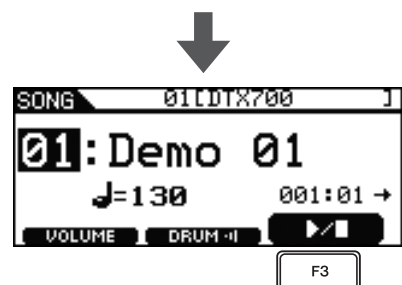 SONG 01[DTX700 ]
01:Demo 01
♩=130 001:01→
VOLUME DRUM ▶/■
F3